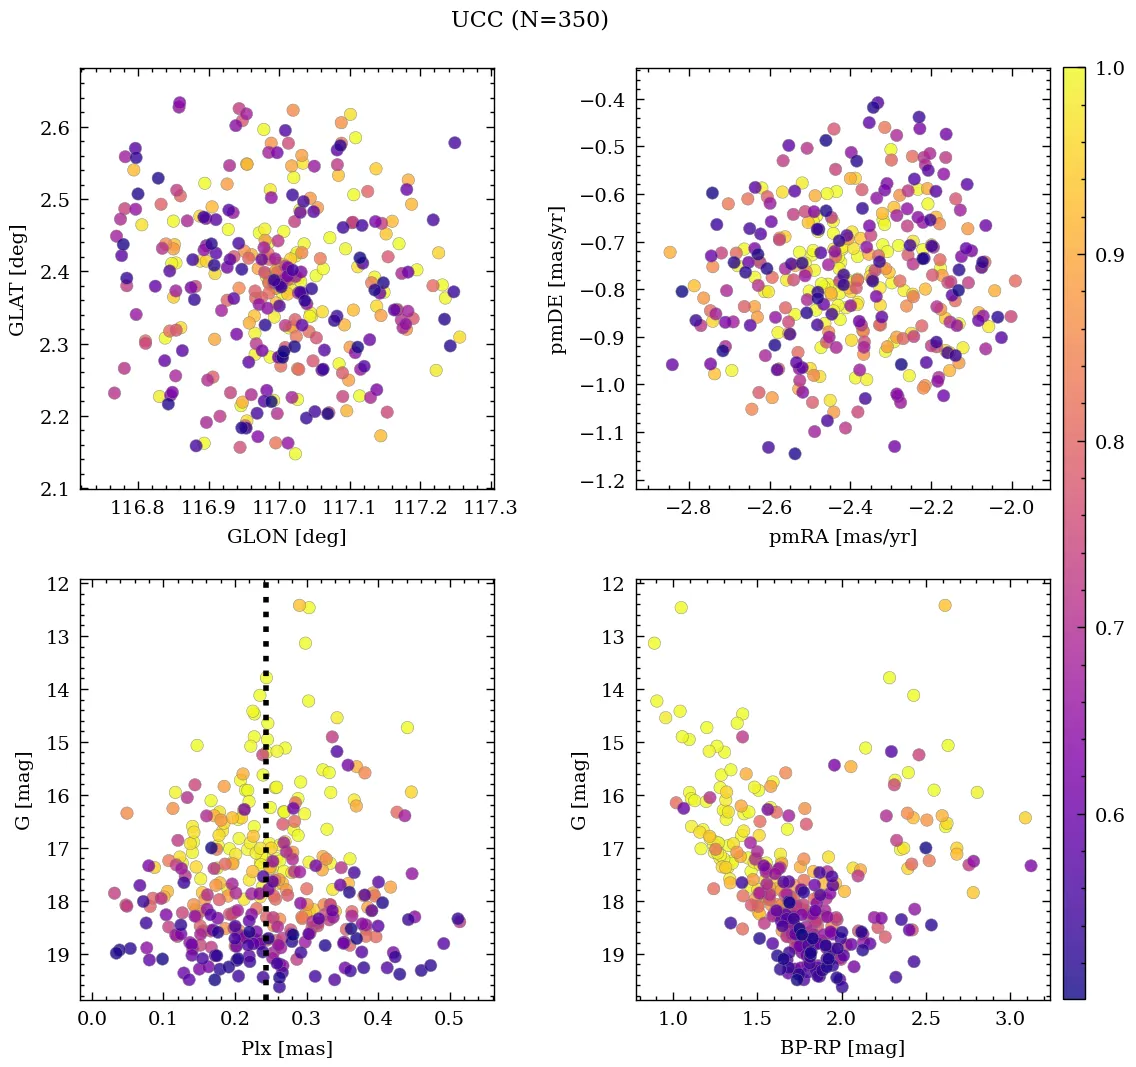 UCC (N=350)
GLAT [deg]
2.6
2.5
2.4
2.3
2.2
2.1
116.8 116.9 117.0 117.1 117.2 117.3
GLON [deg]
pmDE [mas/yr]
−0.4
−0.5
−0.6
−0.7
−0.8
−0.9
−1.0
−1.1
−1.2
−2.8 −2.6 −2.4 −2.2 −2.0
pmRA [mas/yr]
1.0
0.9
0.8
0.7
0.6
G [mag]
12
13
14
15
16
17
18
19
0.0 0.1 0.2 0.3 0.4 0.5
Plx [mas]
G [mag]
12
13
14
15
16
17
18
19
1.0 1.5 2.0 2.5 3.0
BP-RP [mag]